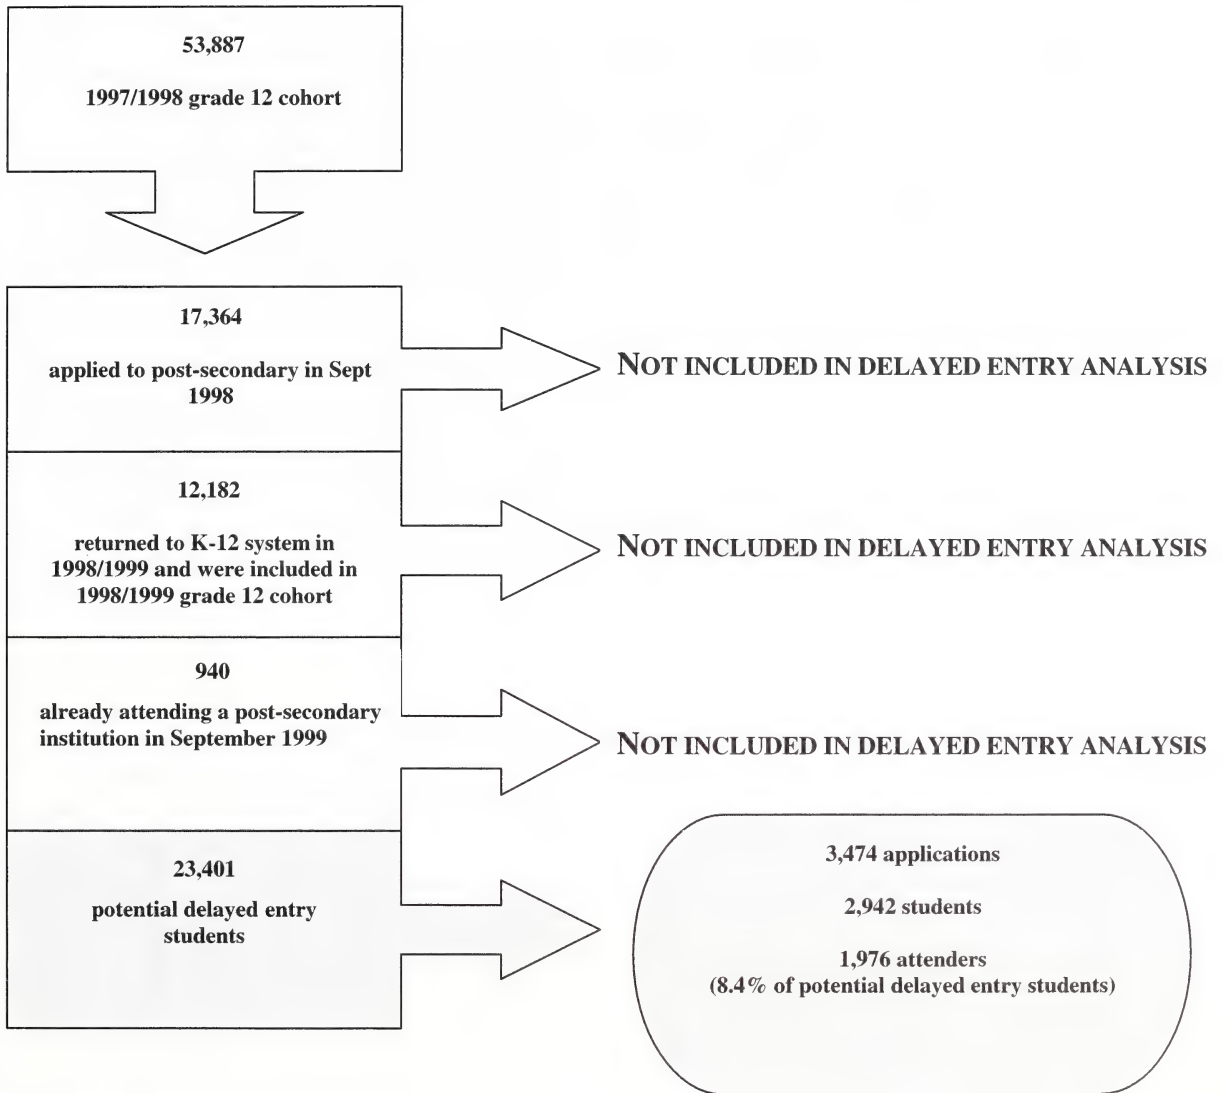 53,887
1997/1998 grade 12 cohort
17,364
applied to post-secondary in Sept
1998
NOT INCLUDED IN DELAYED ENTRY ANALYSIS
12,182
returned to K-12 system in
1998/1999 and were included in
1998/1999 grade 12 cohort
NOT INCLUDED IN DELAYED ENTRY ANALYSIS
940
already attending a post-secondary
institution in September 1999
NOT INCLUDED IN DELAYED ENTRY ANALYSIS
23,401
potential delayed entry
students
3,474 applications
2,942 students
1,976 attenders
(8.4% of potential delayed entry students)